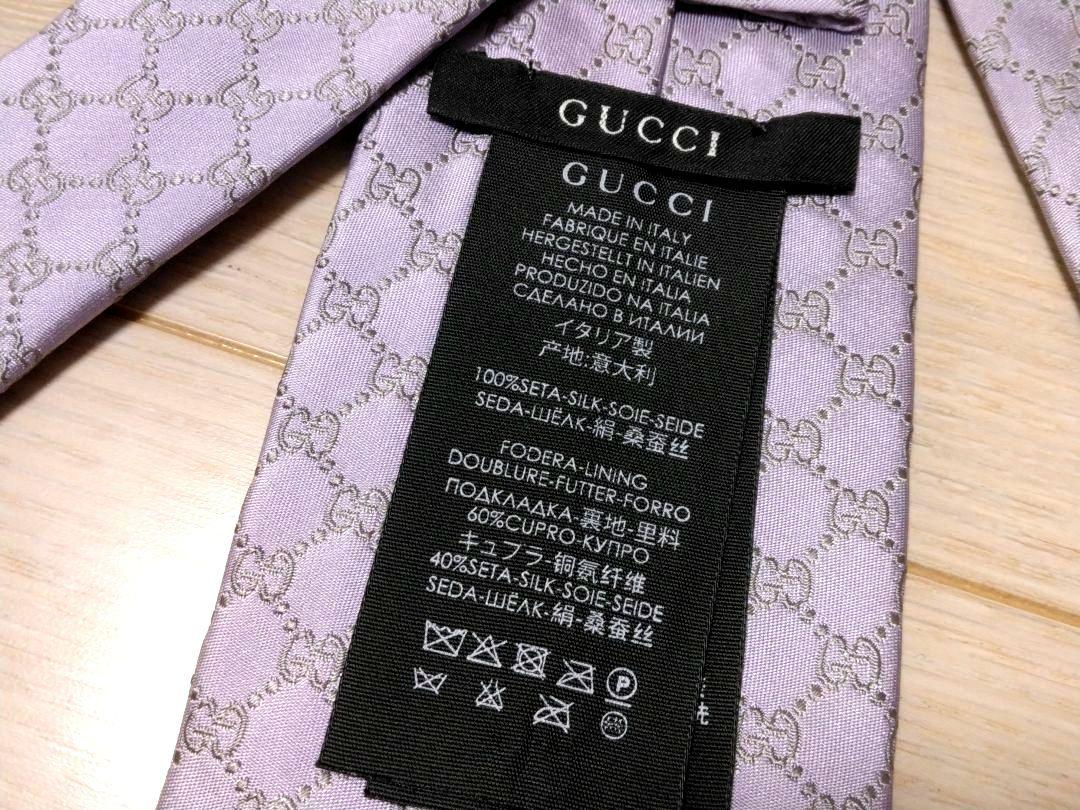 GUCCI
GUCCI
MADE IN ITALY
FABRIQUE EN ITALIE
HERGESTELLT IN ITALIEN
HECHO EN ITALIA
PRODUZIDO NA ITALIA
СДЕЛАНО В ИТАЛИИ
イタリア製
产地:意大利
100%SETA-SILK-SOIE-SEIDE
SEDA-ШЁЛК-絹-桑蚕丝
FODERA-LINING
DOUBLURE-FUTTER-FORRO
ПОДКЛАДКА-裏地-里料
60%CUPRO-КУПРО
キュプラ-铜氨纤维
40%SETA-SILK-SOIE-SEIDE
SEDA-ШЁЛК-絹-桑蚕丝
P